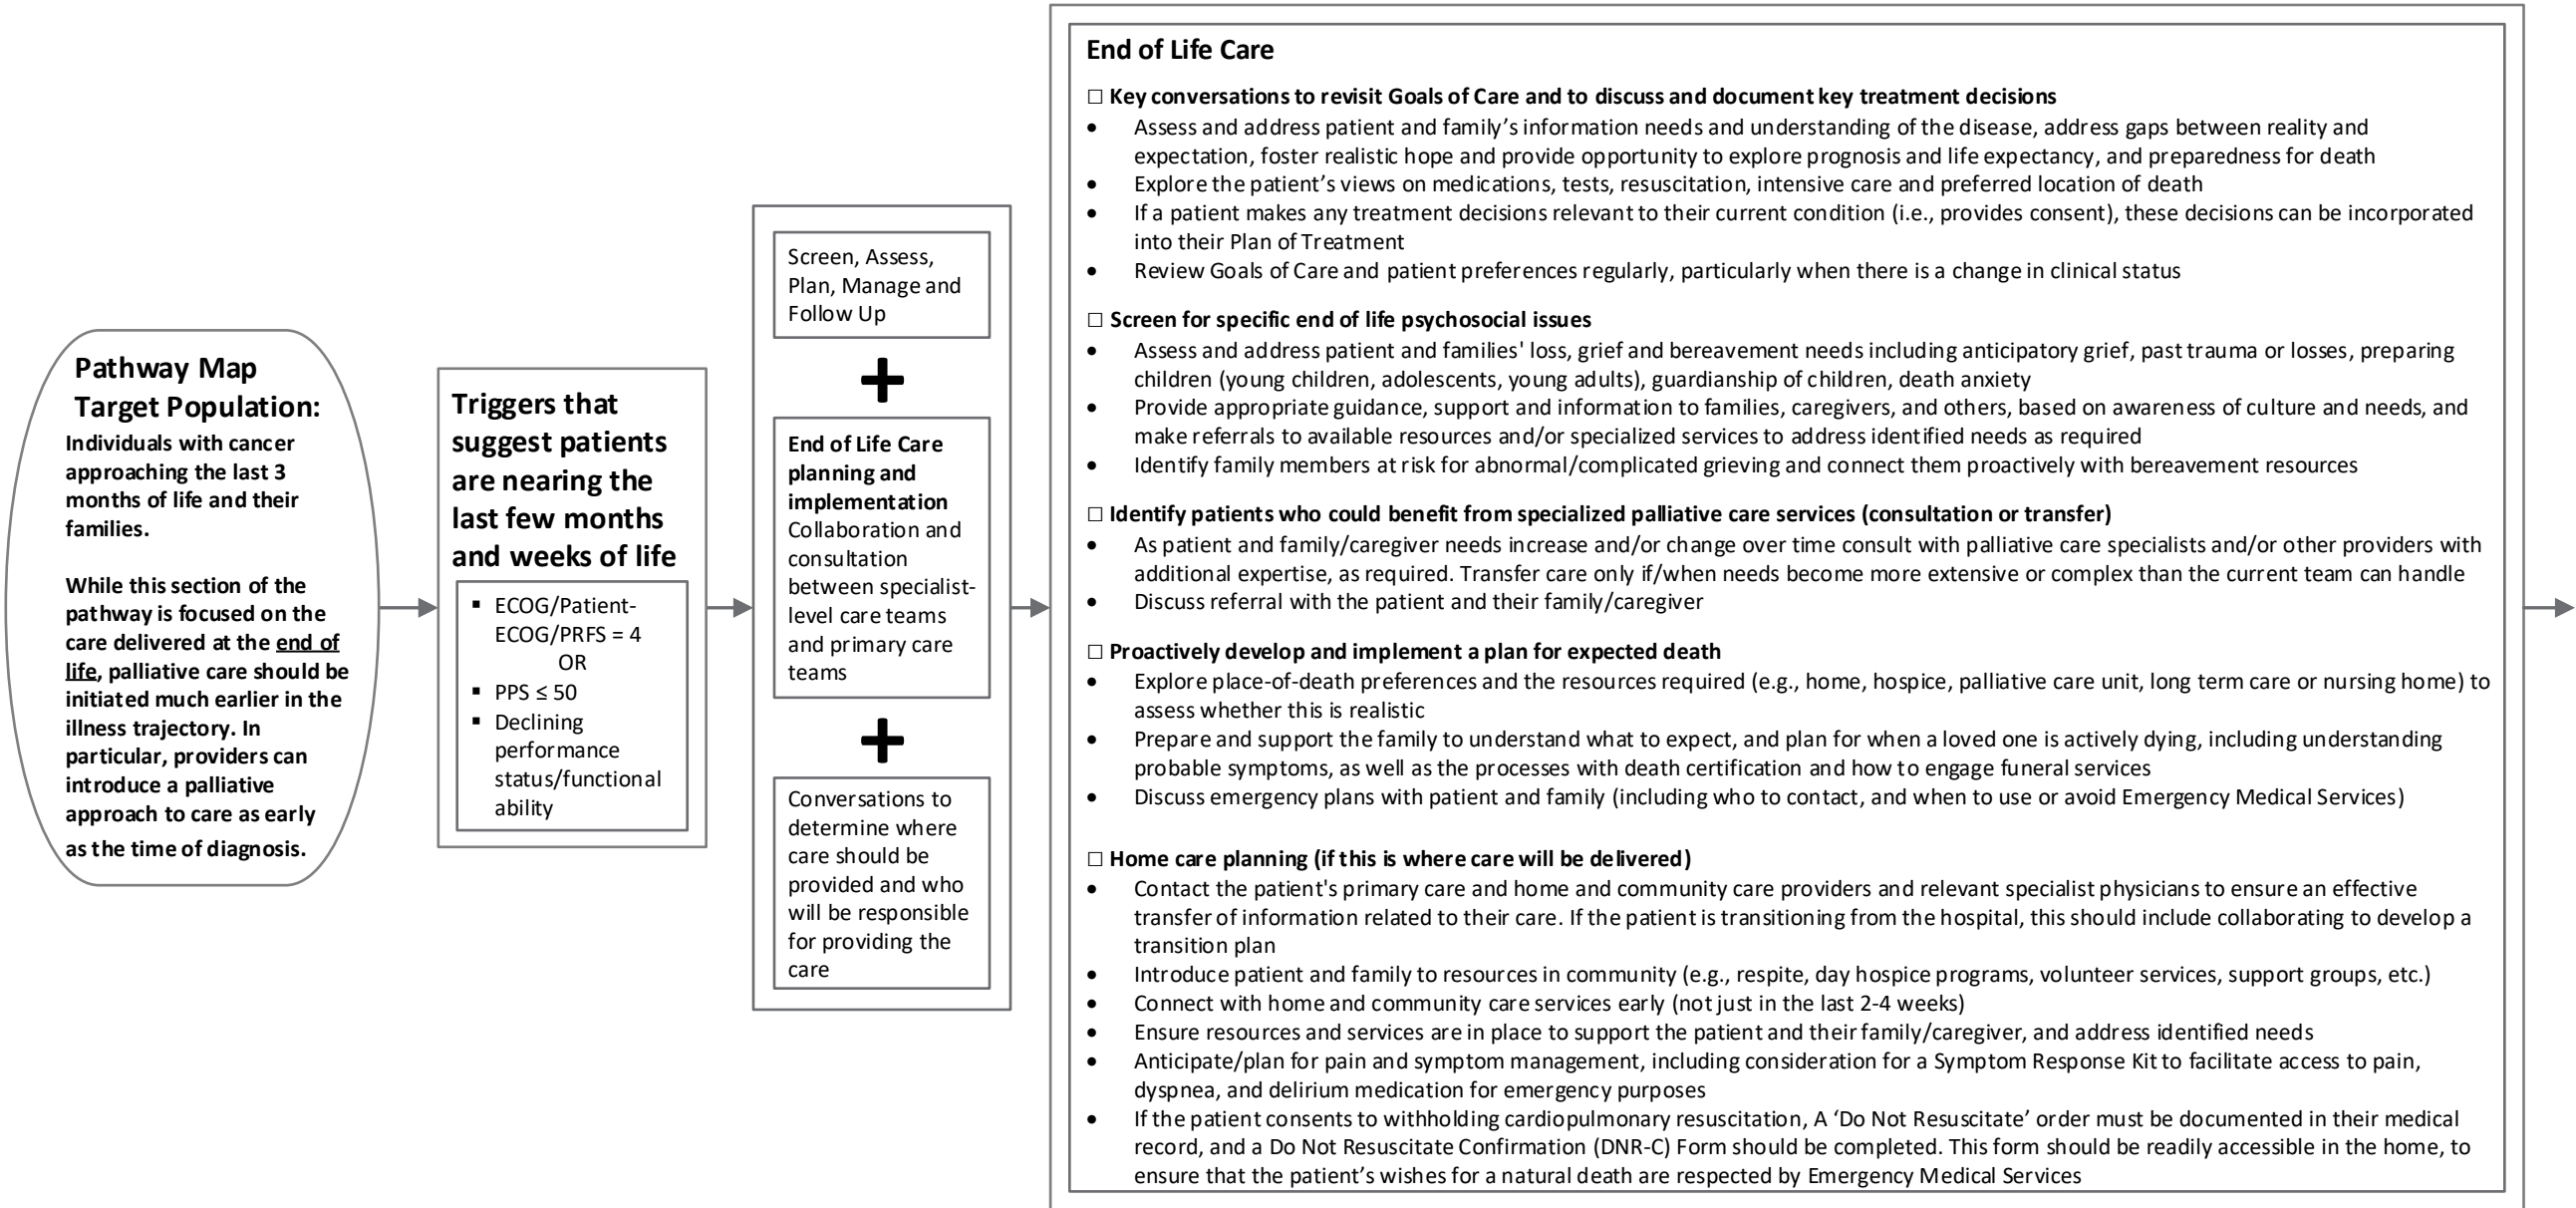 Pathway Map
Target Population:
Individuals with cancer
approaching the last 3
months of life and their
families.
While this section of the
pathway is focused on the
care delivered at the end of
life, palliative care should be
initiated much earlier in the
illness trajectory. In
particular, providers can
introduce a palliative
approach to care as early
as the time of diagnosis.
Triggers that
suggest patients
are nearing the
last few months
and weeks of life
▪ ECOG/Patient-
ECOG/PRFS = 4
OR
▪ PPS ≤ 50
▪ Declining
performance
status/functional
ability
Screen, Assess,
Plan, Manage and
Follow Up
+
End of Life Care
planning and
implementation
Collaboration and
consultation
between specialist-
level care teams
and primary care
teams
+
Conversations to
determine where
care should be
provided and who
will be responsible
for providing the
care
End of Life Care
□ Key conversations to revisit Goals of Care and to discuss and document key treatment decisions
• Assess and address patient and family’s information needs and understanding of the disease, address gaps between reality and
expectation, foster realistic hope and provide opportunity to explore prognosis and life expectancy, and preparedness for death
• Explore the patient’s views on medications, tests, resuscitation, intensive care and preferred location of death
• If a patient makes any treatment decisions relevant to their current condition (i.e., provides consent), these decisions can be incorporated
into their Plan of Treatment
• Review Goals of Care and patient preferences regularly, particularly when there is a change in clinical status
□ Screen for specific end of life psychosocial issues
• Assess and address patient and families' loss, grief and bereavement needs including anticipatory grief, past trauma or losses, preparing
children (young children, adolescents, young adults), guardianship of children, death anxiety
• Provide appropriate guidance, support and information to families, caregivers, and others, based on awareness of culture and needs, and
make referrals to available resources and/or specialized services to address identified needs as required
• Identify family members at risk for abnormal/complicated grieving and connect them proactively with bereavement resources
□ Identify patients who could benefit from specialized palliative care services (consultation or transfer)
• As patient and family/caregiver needs increase and/or change over time consult with palliative care specialists and/or other providers with
additional expertise, as required. Transfer care only if/when needs become more extensive or complex than the current team can handle
• Discuss referral with the patient and their family/caregiver
□ Proactively develop and implement a plan for expected death
• Explore place-of-death preferences and the resources required (e.g., home, hospice, palliative care unit, long term care or nursing home) to
assess whether this is realistic
• Prepare and support the family to understand what to expect, and plan for when a loved one is actively dying, including understanding
probable symptoms, as well as the processes with death certification and how to engage funeral services
• Discuss emergency plans with patient and family (including who to contact, and when to use or avoid Emergency Medical Services)
□ Home care planning (if this is where care will be delivered)
• Contact the patient's primary care and home and community care providers and relevant specialist physicians to ensure an effective
transfer of information related to their care. If the patient is transitioning from the hospital, this should include collaborating to develop a
transition plan
• Introduce patient and family to resources in community (e.g., respite, day hospice programs, volunteer services, support groups, etc.)
• Connect with home and community care services early (not just in the last 2-4 weeks)
• Ensure resources and services are in place to support the patient and their family/caregiver, and address identified needs
• Anticipate/plan for pain and symptom management, including consideration for a Symptom Response Kit to facilitate access to pain,
dyspnea, and delirium medication for emergency purposes
• If the patient consents to withholding cardiopulmonary resuscitation, A ‘Do Not Resuscitate’ order must be documented in their medical
record, and a Do Not Resuscitate Confirmation (DNR-C) Form should be completed. This form should be readily accessible in the home, to
ensure that the patient’s wishes for a natural death are respected by Emergency Medical Services